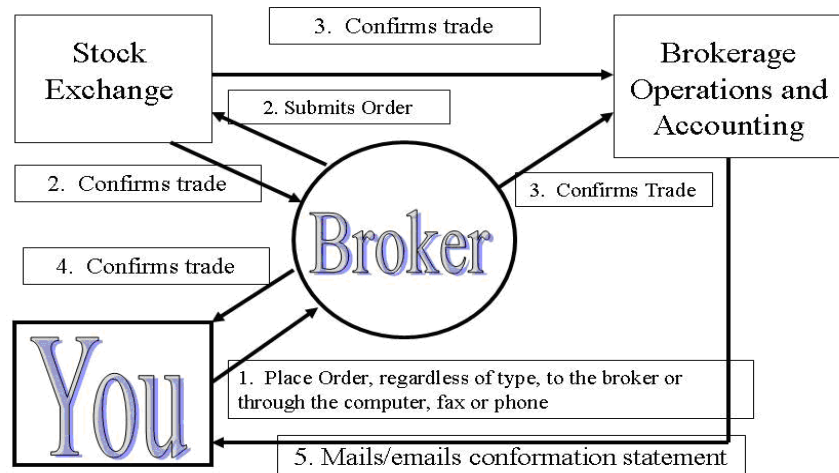 3. Confirms trade
Stock
Exchange
Brokerage
Operations and
Accounting
2. Submits Order
2. Confirms trade
3. Confirms Trade
Broker
4. Confirms trade
You
1. Place Order, regardless of type, to the broker or
through the computer, fax or phone
5. Mails/emails conformation statement